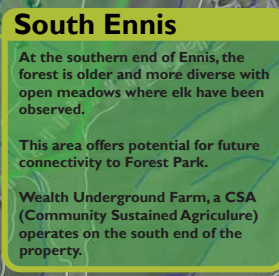 South Ennis
At the southern end of Ennis, the
forest is older and more diverse with
open meadows where elk have been
observed.
This area offers potential for future
connectivity to Forest Park.
Wealth Underground Farm, a CSA
(Community Sustained Agriculure)
operates on the south end of the
property.